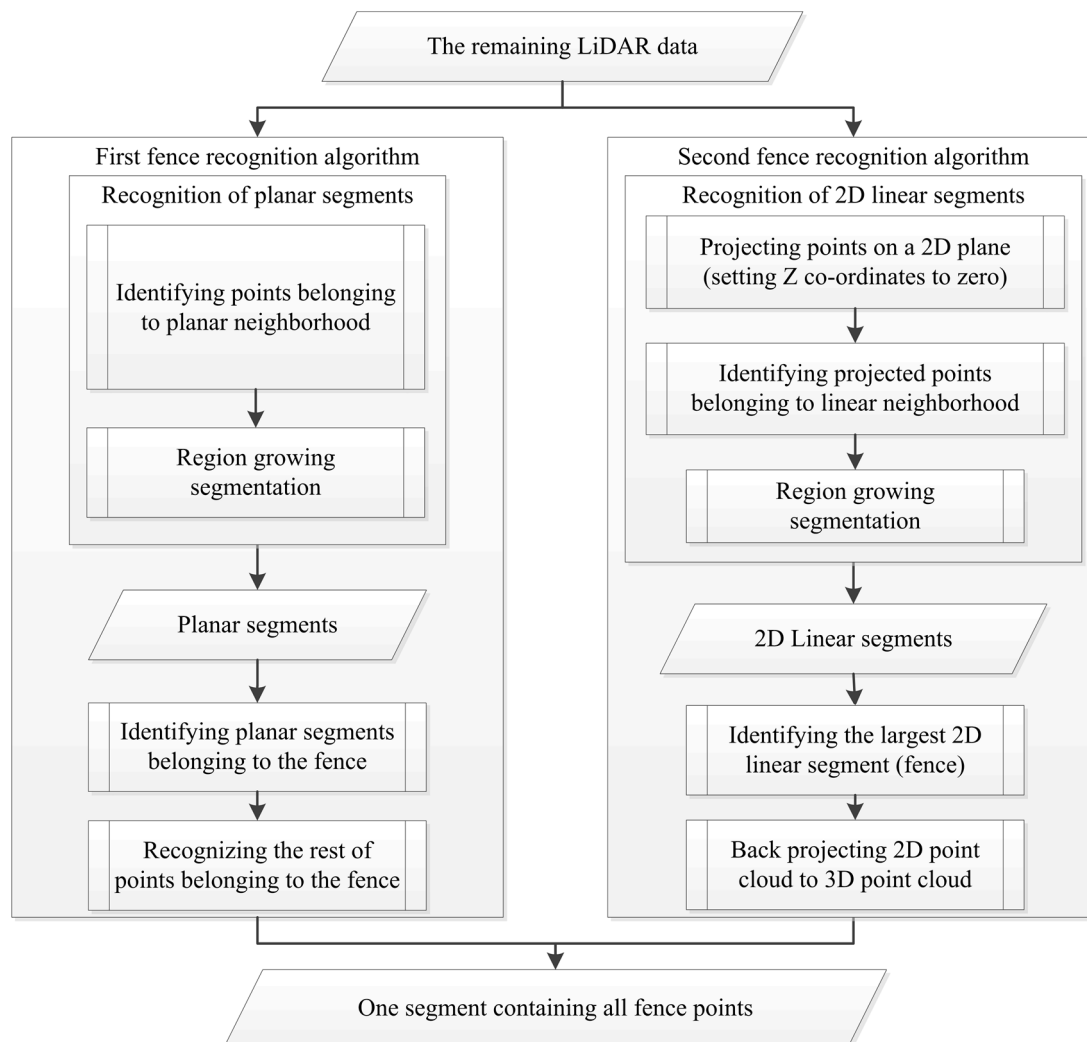 The remaining LiDAR data
First fence recognition algorithm
Recognition of planar segments
Identifying points belonging
to planar neighborhood
Region growing
segmentation
Planar segments
Identifying planar segments
belonging to the fence
Recognizing the rest of
points belonging to the fence
Second fence recognition algorithm
Recognition of 2D linear segments
Projecting points on a 2D plane
(setting Z co-ordinates to zero)
Identifying projected points
belonging to linear neighborhood
Region growing
segmentation
2D Linear segments
Identifying the largest 2D
linear segment (fence)
Back projecting 2D point
cloud to 3D point cloud
One segment containing all fence points